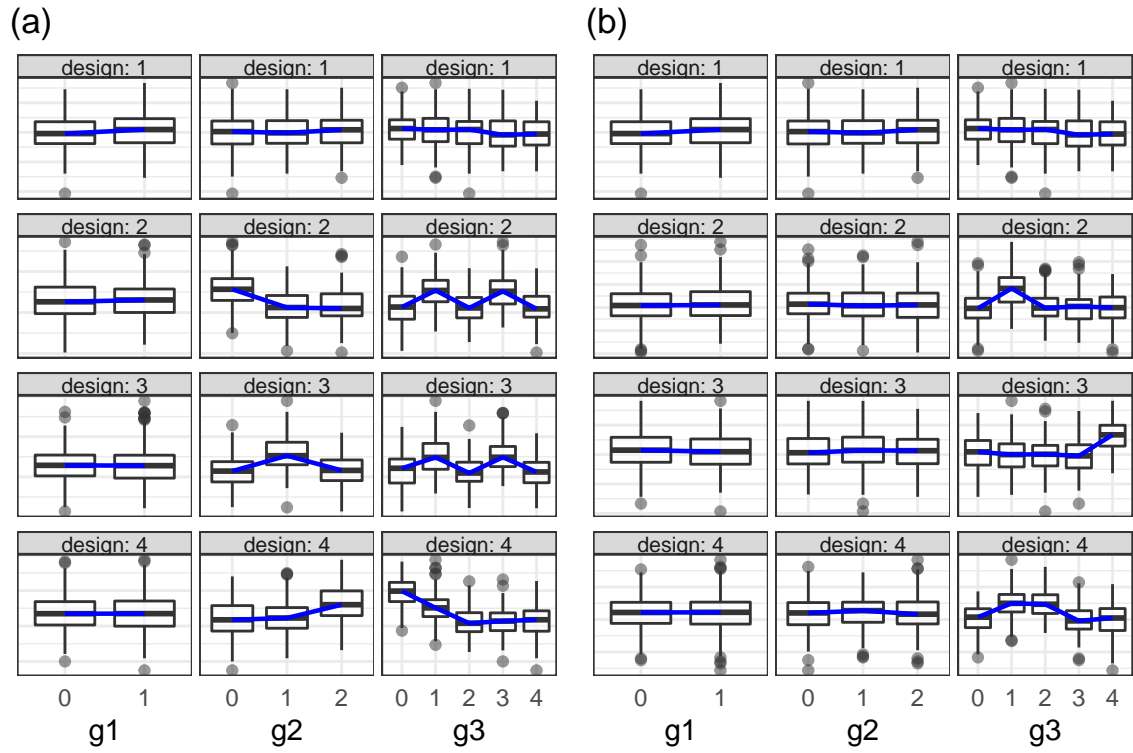 (a) (b)
design: 1 design: 1 design: 1 design: 1 design: 1 design: 1
design: 2 design: 2 design: 2 design: 2 design: 2 design: 2
design: 3 design: 3 design: 3 design: 3 design: 3 design: 3
design: 4 design: 4 design: 4 design: 4 design: 4 design: 4
0 1 0 1 2 0 1 2 3 4 0 1 0 1 2 0 1 2 3 4
g1 g2 g3 g1 g2 g3